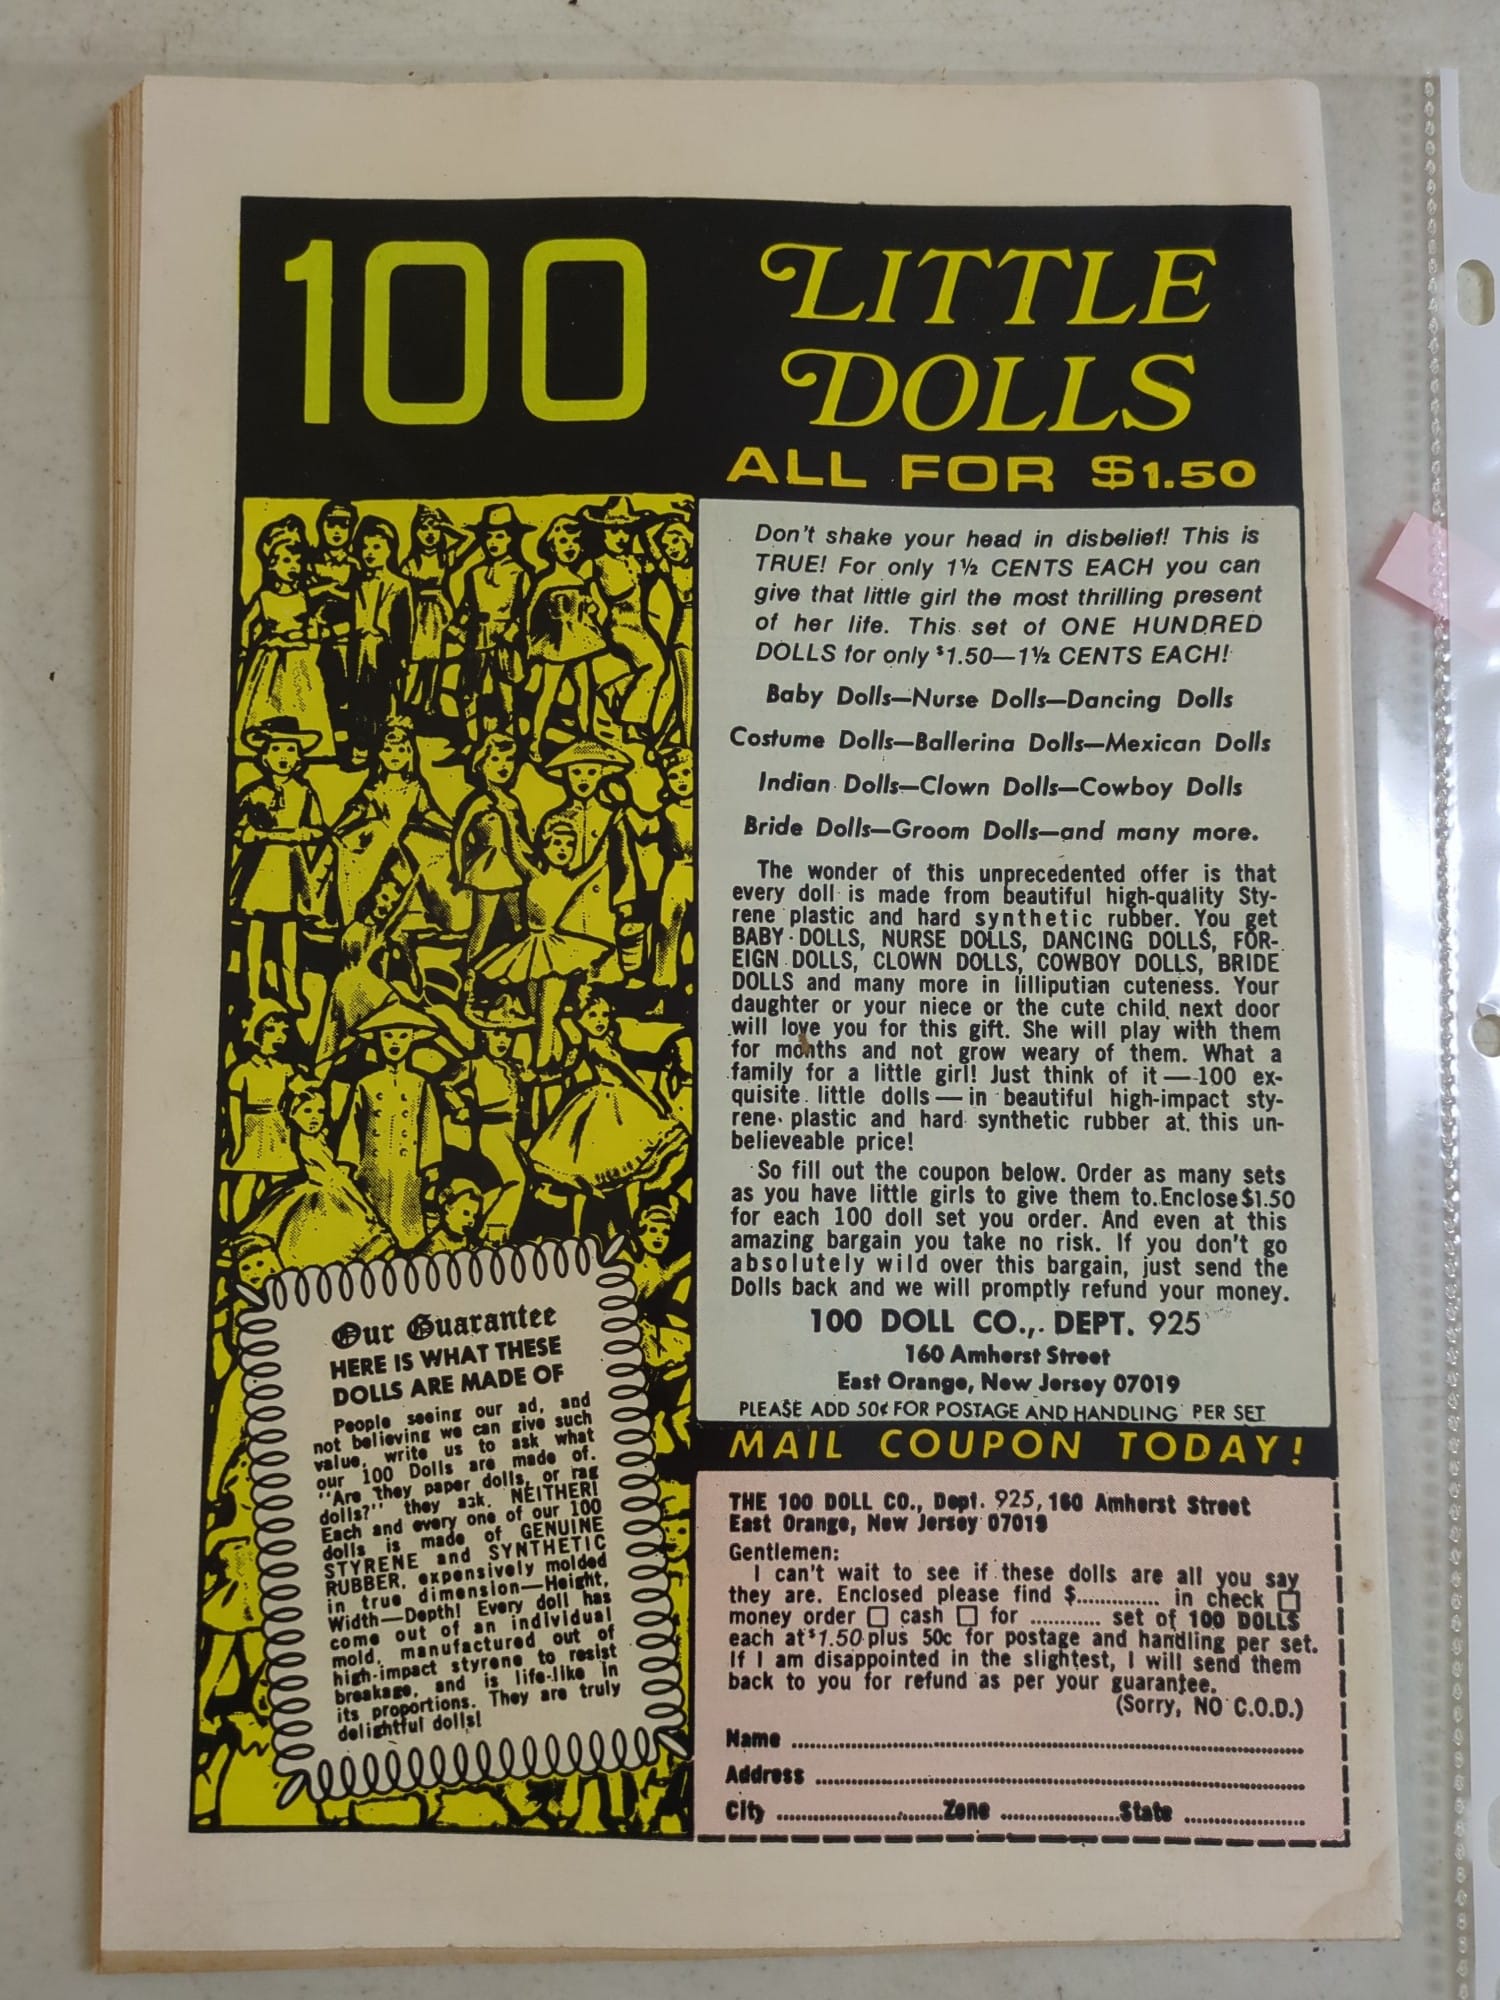 100
LITTLE
DOLLS
ALL FOR $1.50
Don't shake your head in disbelief! This is
TRUE! For only 1½ CENTS EACH you can
give that little girl the most thrilling present
of her life. This set of ONE HUNDRED
DOLLS for only $1.50—1½ CENTS EACH!
Baby Dolls—Nurse Dolls—Dancing Dolls
Costume Dolls—Ballerina Dolls—Mexican Dolls
Indian Dolls—Clown Dolls—Cowboy Dolls
Bride Dolls—Groom Dolls—and many more.
The wonder of this unprecedented offer is that
every doll is made from beautiful high-quality Sty-
rene plastic and hard synthetic rubber. You get
BABY DOLLS, NURSE DOLLS, DANCING DOLLS, FOR-
EIGN DOLLS, CLOWN DOLLS, COWBOY DOLLS, BRIDE
DOLLS and many more in lilliputian cuteness. Your
daughter or your niece or the cute child next door
will love you for this gift. She will play with them
for months and not grow weary of them. What a
family for a little girl! Just think of it — 100 ex-
quisite little dolls — in beautiful high-impact sty-
rene plastic and hard synthetic rubber at this un-
believeable price!
So fill out the coupon below. Order as many sets
as you have little girls to give them to. Enclose $1.50
for each 100 doll set you order. And even at this
amazing bargain you take no risk. If you don't go
absolutely wild over this bargain, just send the
Dolls back and we will promptly refund your money.
100 DOLL CO., DEPT. 925
160 Amherst Street
East Orange, New Jersey 07019
PLEASE ADD 50¢ FOR POSTAGE AND HANDLING PER SET
Our Guarantee
HERE IS WHAT THESE
DOLLS ARE MADE OF
People seeing our ad, and
not believing we can give such
value, write us to ask what
our 100 Dolls are made of.
"Are they paper dolls, or rag
dolls?" they ask. NEITHER!
Each and every one of our 100
dolls is made of GENUINE
STYRENE and SYNTHETIC
RUBBER, expensively molded
in true dimension—Height,
Width—Depth! Every doll has
come out of an individual
mold, manufactured out of
high-impact styrene to resist
breakage, and is life-like in
its proportions. They are truly
delightful dolls!
MAIL COUPON TODAY!
THE 100 DOLL CO., Dept. 925, 160 Amherst Street
East Orange, New Jersey 07019
Gentlemen:
I can't wait to see if these dolls are all you say
they are. Enclosed please find $.............. in check ☐
money order ☐ cash ☐ for ............ set of 100 DOLLS
each at $1.50 plus 50c for postage and handling per set.
If I am disappointed in the slightest, I will send them
back to you for refund as per your guarantee.
(Sorry, NO C.O.D.)
Name ..............................
Address ..............................
City .................... Zone .................... State ....................